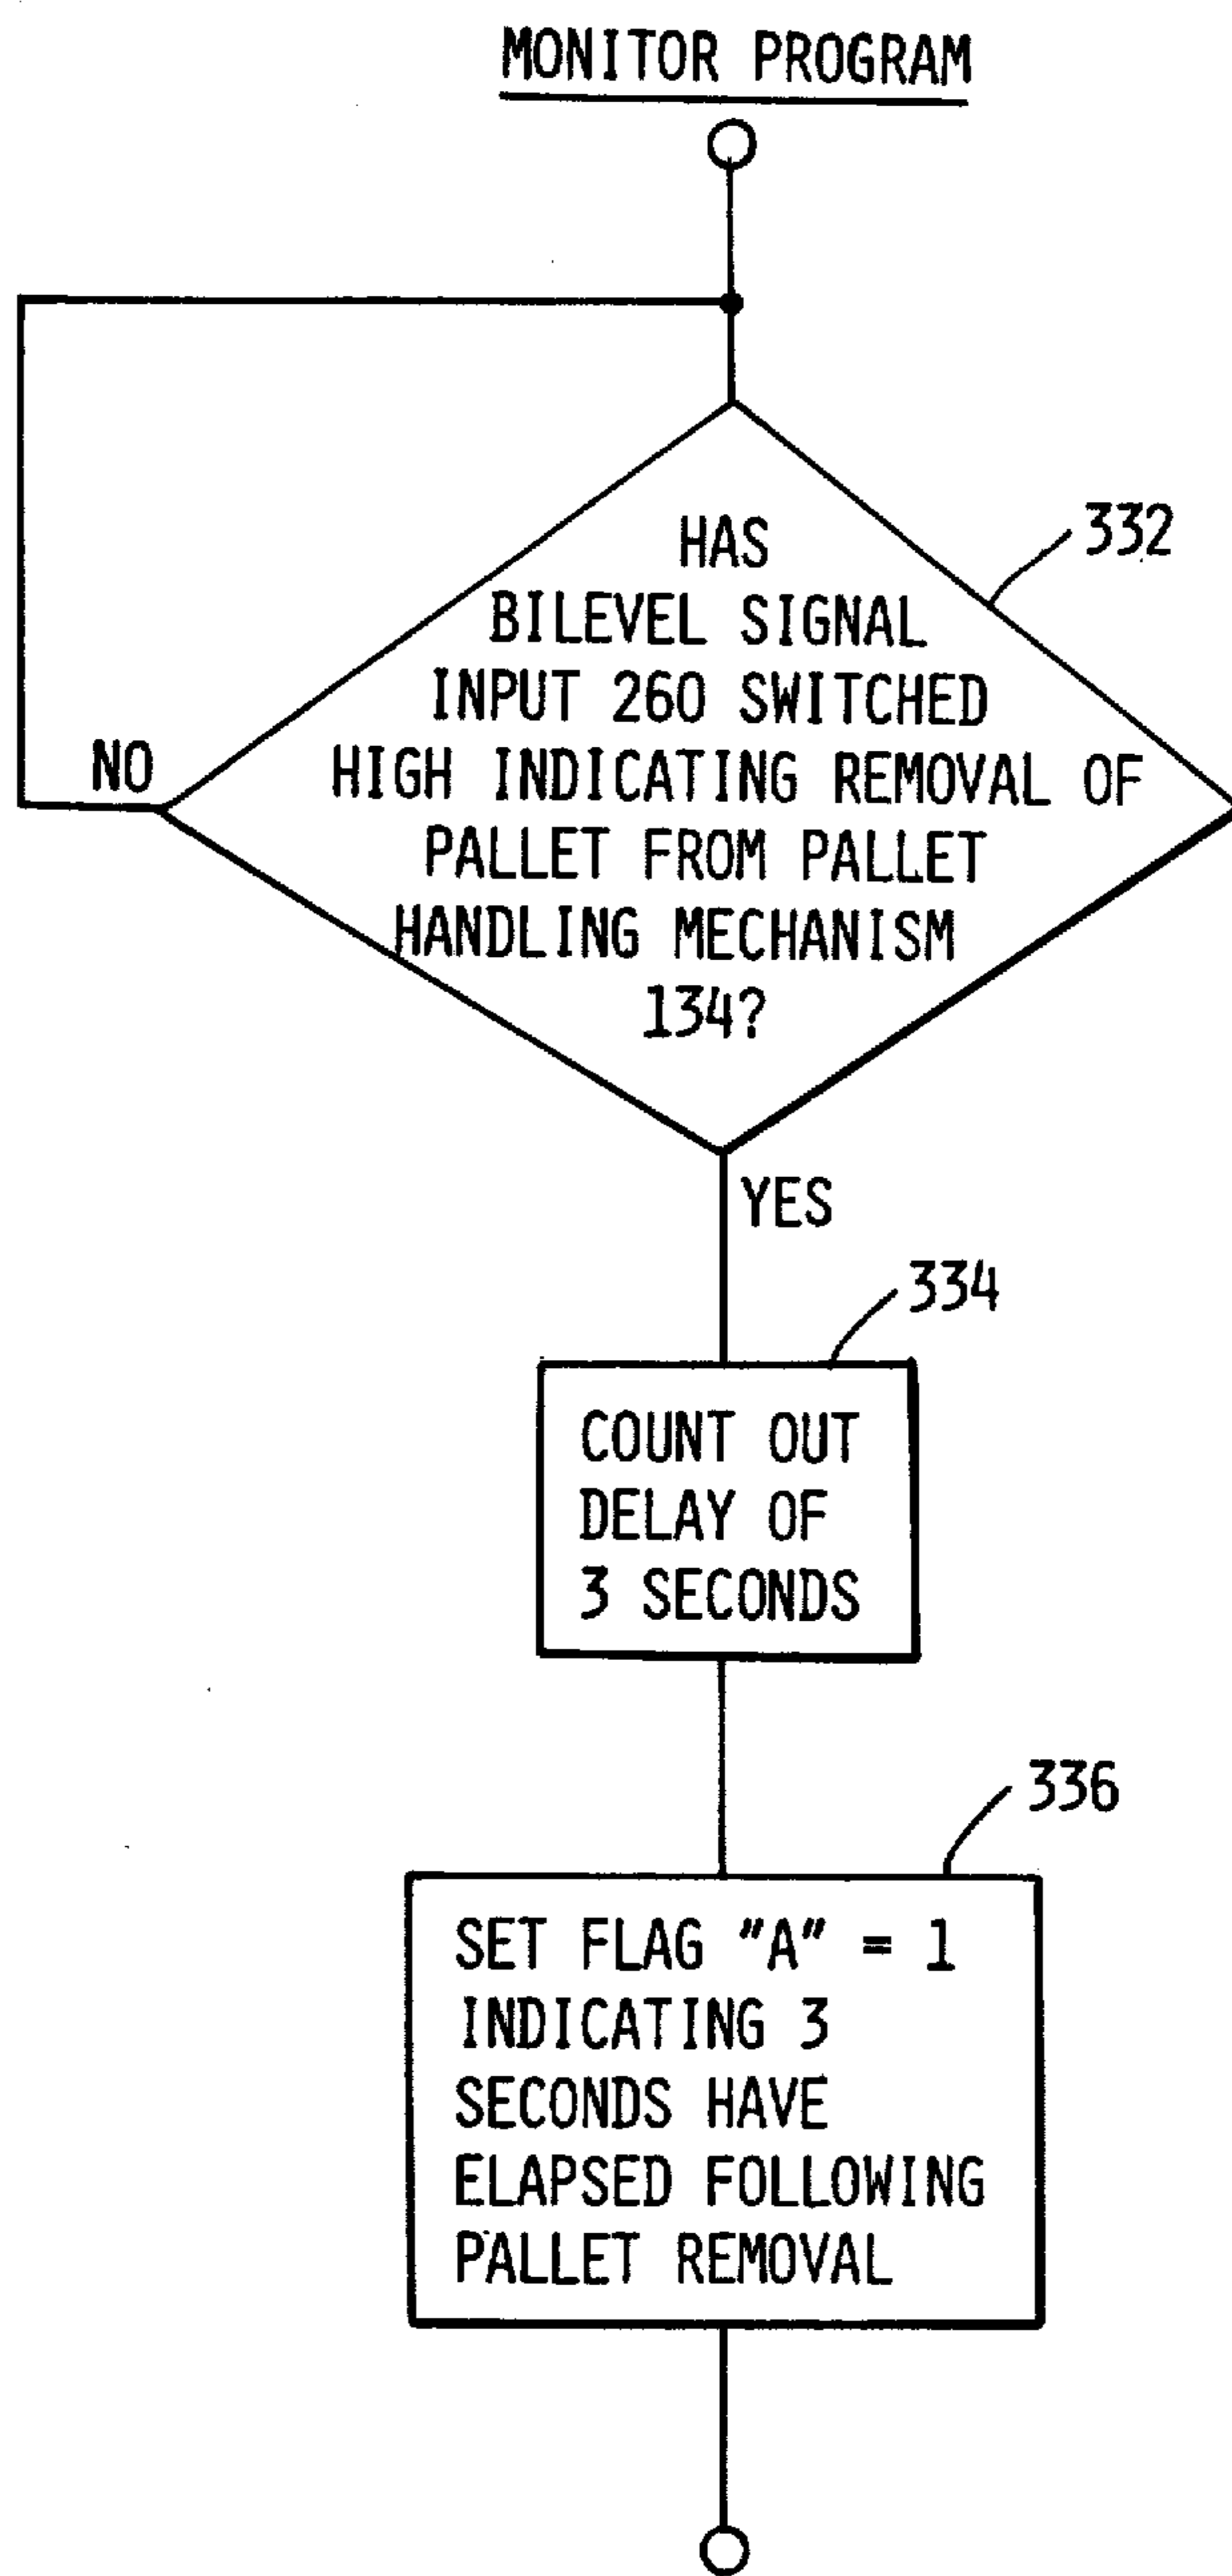 MONITOR PROGRAM
332
HAS
BILEVEL SIGNAL
INPUT 260 SWITCHED
HIGH INDICATING REMOVAL OF
PALLET FROM PALLET
HANDLING MECHANISM
134?
NO
YES
334
COUNT OUT
DELAY OF
3 SECONDS
336
SET FLAG "A" = 1
INDICATING 3
SECONDS HAVE
ELAPSED FOLLOWING
PALLET REMOVAL